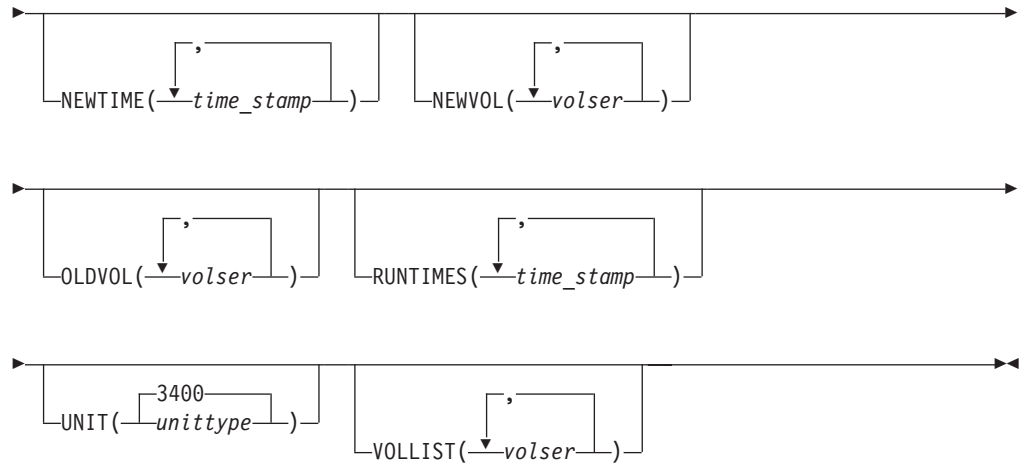 ,
,
NEWTIME( time_stamp )
NEWVOL( volser )
,
,
OLDVOL( volser )
RUNTIMES( time_stamp )
3400
UNIT( unittype )
,
VOLLIST( volser )